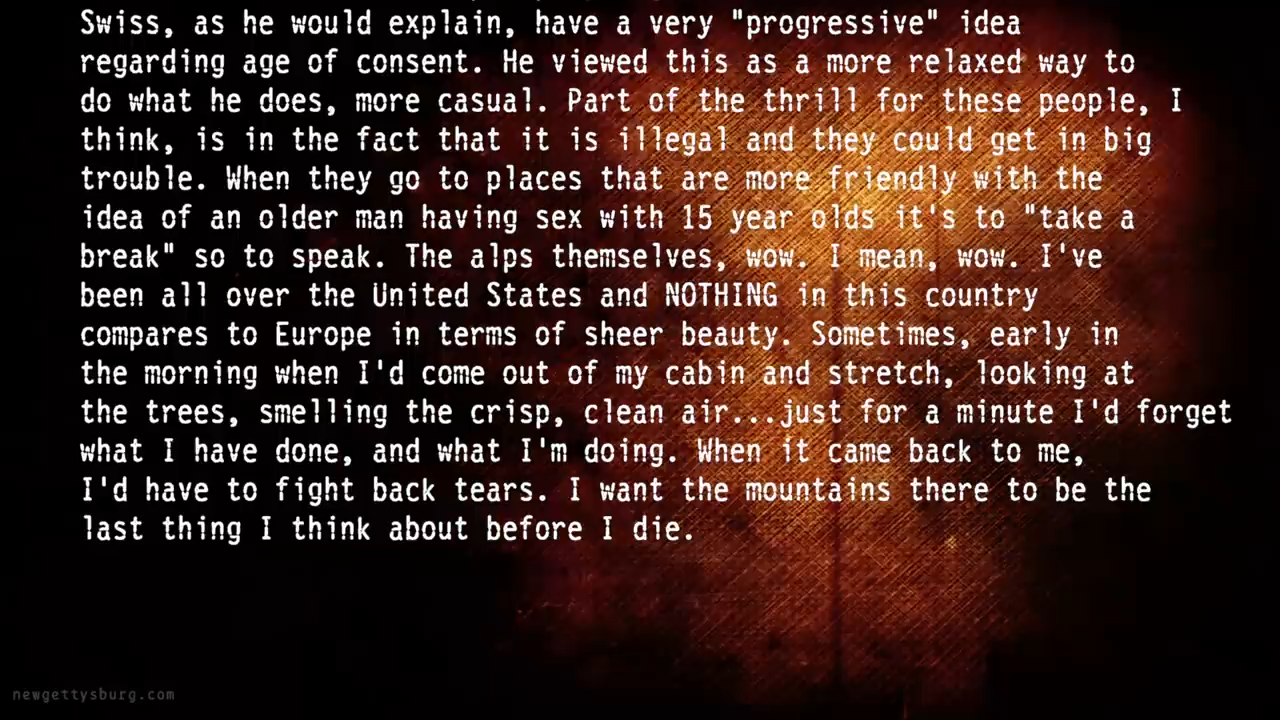 Swiss, as he would explain, have a very "progressive" idea
regarding age of consent. He viewed this as a more relaxed way to
do what he does, more casual. Part of the thrill for these people, I
think, is in the fact that it is illegal and they could get in big
trouble. When they go to places that are more friendly with the
idea of an older man having sex with 15 year olds it's to "take a
break" so to speak. The alps themselves, wow. I mean, wow. I've
been all over the United States and NOTHING in this country
compares to Europe in terms of sheer beauty. Sometimes, early in
the morning when I'd come out of my cabin and stretch, looking at
the trees, smelling the crisp, clean air...just for a minute I'd forget
what I have done, and what I'm doing. When it came back to me,
I'd have to fight back tears. I want the mountains there to be the
last thing I think about before I die.
newgettysburg.com